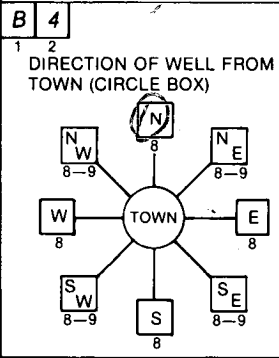 B 4
1 2
DIRECTION OF WELL FROM
TOWN (CIRCLE BOX)
N
8
N W
8–9
N E
8–9
W
8
TOWN
E
8
S W
8–9
S E
8–9
S
8